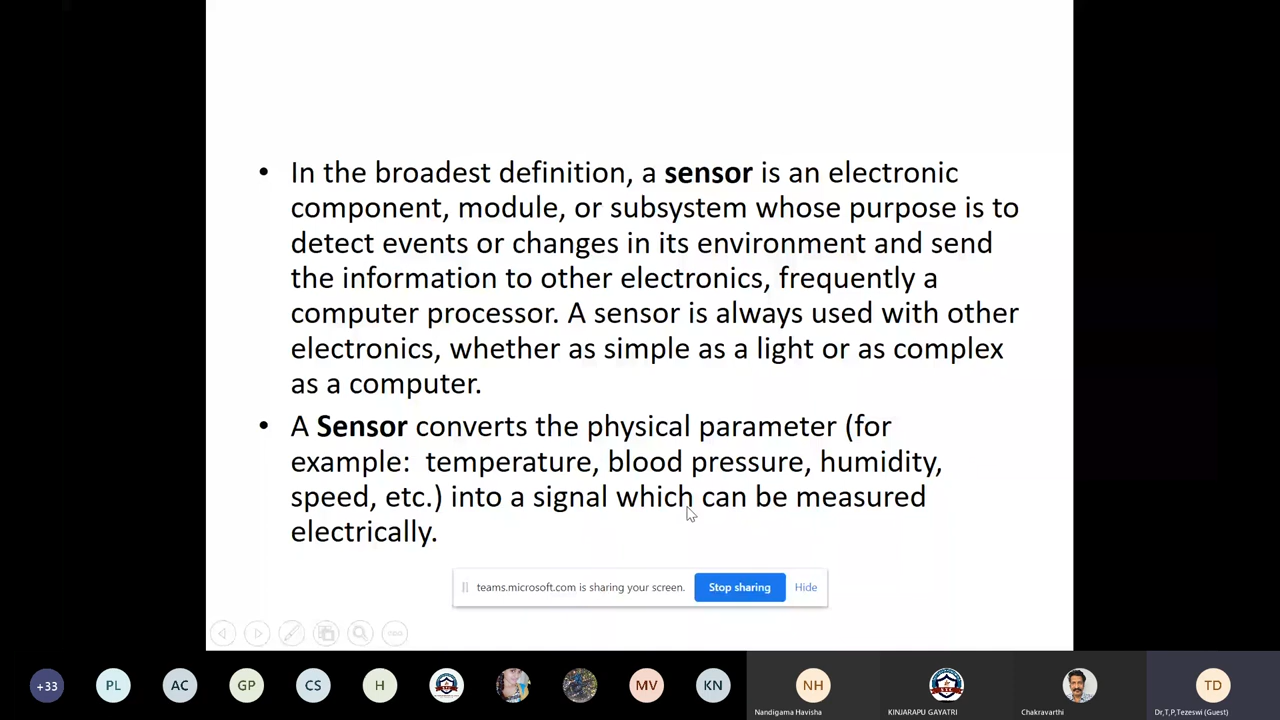 • In the broadest definition, a sensor is an electronic
component, module, or subsystem whose purpose is to
detect events or changes in its environment and send
the information to other electronics, frequently a
computer processor. A sensor is always used with other
electronics, whether as simple as a light or as complex
as a computer.
• A Sensor converts the physical parameter (for
example: temperature, blood pressure, humidity,
speed, etc.) into a signal which can be measured
electrically.
teams.microsoft.com is sharing your screen. Stop sharing Hide
+33 PL AC GP CS H MV KN NH TD
Nandigama Havisha KINJARAPU GAYATRI Chakravarthi Dr,T,P,Tezeswi (Guest)